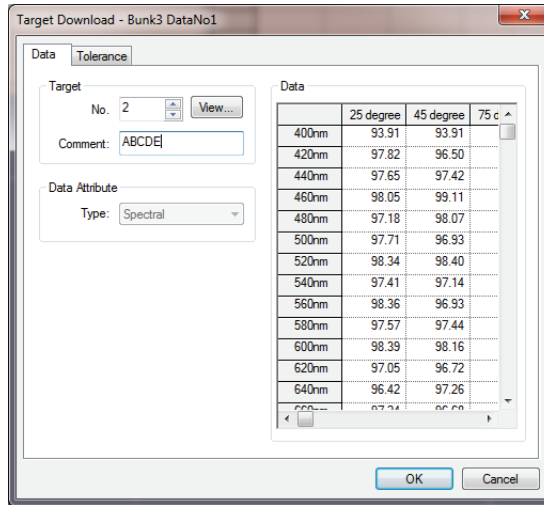 Target Download - Bunk3 DataNo1
Data Tolerance
Target
No. 2 View...
Comment: ABCDE
Data Attribute
Type: Spectral
Data
25 degree 45 degree 75 d
400nm 93.91 93.91
420nm 97.82 96.50
440nm 97.65 97.42
460nm 98.05 99.11
480nm 97.18 98.07
500nm 97.71 96.93
520nm 98.34 98.40
540nm 97.41 97.14
560nm 98.36 96.93
580nm 97.57 97.44
600nm 98.39 98.16
620nm 97.05 96.72
640nm 96.42 97.26
OK Cancel